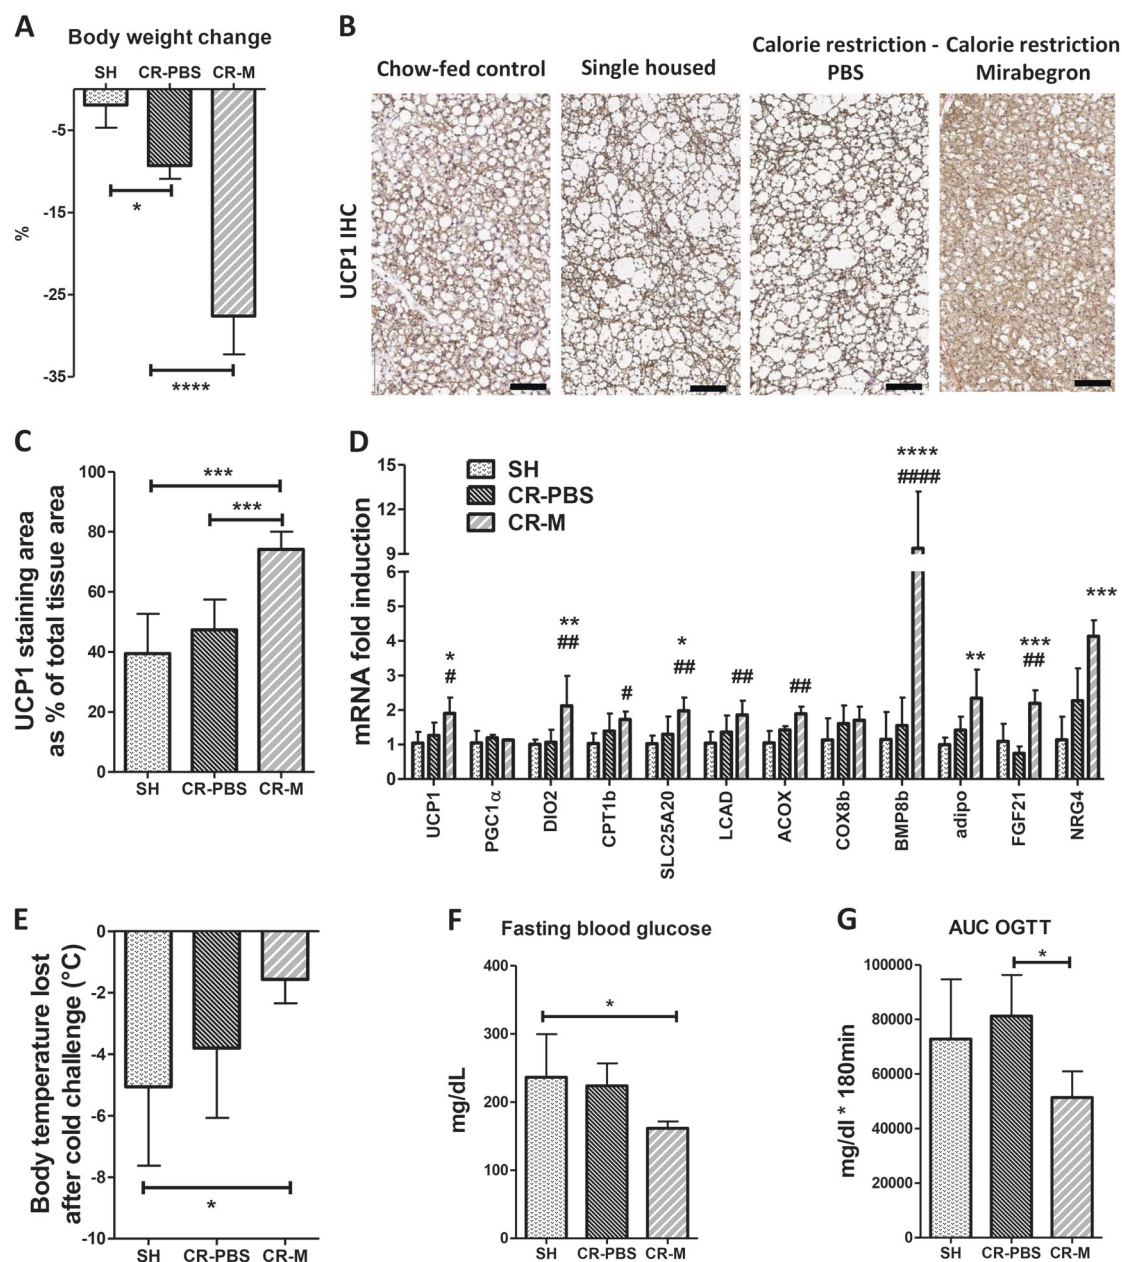 A
Body weight change
SH CR-PBS CR-M
-5
-15
-25
-35
%
*
****
B
Chow-fed control
Single housed
Calorie restriction - PBS
Calorie restriction Mirabegron
UCP1 IHC
C
UCP1 staining area
as % of total tissue area
100
80
60
40
20
0
***
***
SH CR-PBS CR-M
D
mRNA fold induction
15
12
9
6
5
4
3
2
1
0
SH
CR-PBS
CR-M
*
#
**
##
#
*
##
##
##
****
####
**
***
##
***
UCP1
PGC1α
DIO2
CPT1b
SLC25A20
LCAD
ACOX
COX8b
BMP8b
adipo
FGF21
NRG4
E
Body temperature lost
after cold challenge (°C)
0
-2
-4
-6
-8
-10
*
SH CR-PBS CR-M
F
Fasting blood glucose
mg/dL
400
300
200
100
0
*
SH CR-PBS CR-M
G
AUC OGTT
mg/dl * 180min
100000
80000
60000
40000
20000
0
*
SH CR-PBS CR-M